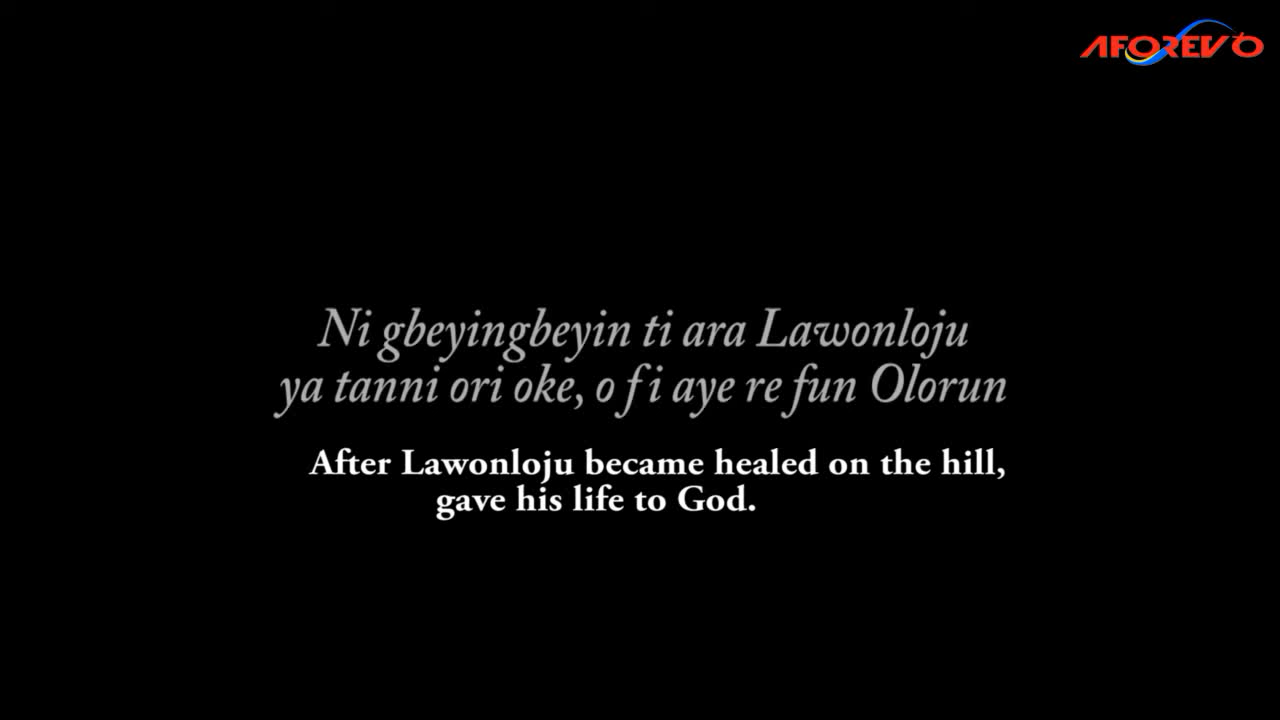 AFOREVO
Ni gbeyingbeyin ti ara Lawonloju
ya tanni ori oke, o f i aye re fun Olorun
After Lawonloju became healed on the hill,
gave his life to God.